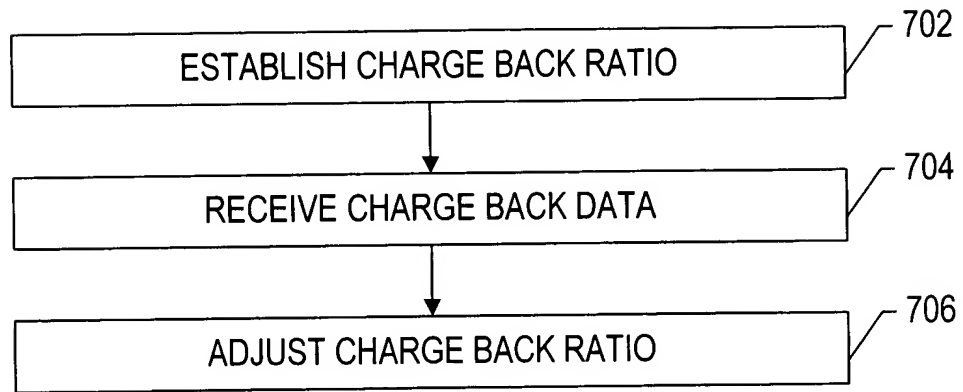 702
ESTABLISH CHARGE BACK RATIO
704
RECEIVE CHARGE BACK DATA
706
ADJUST CHARGE BACK RATIO